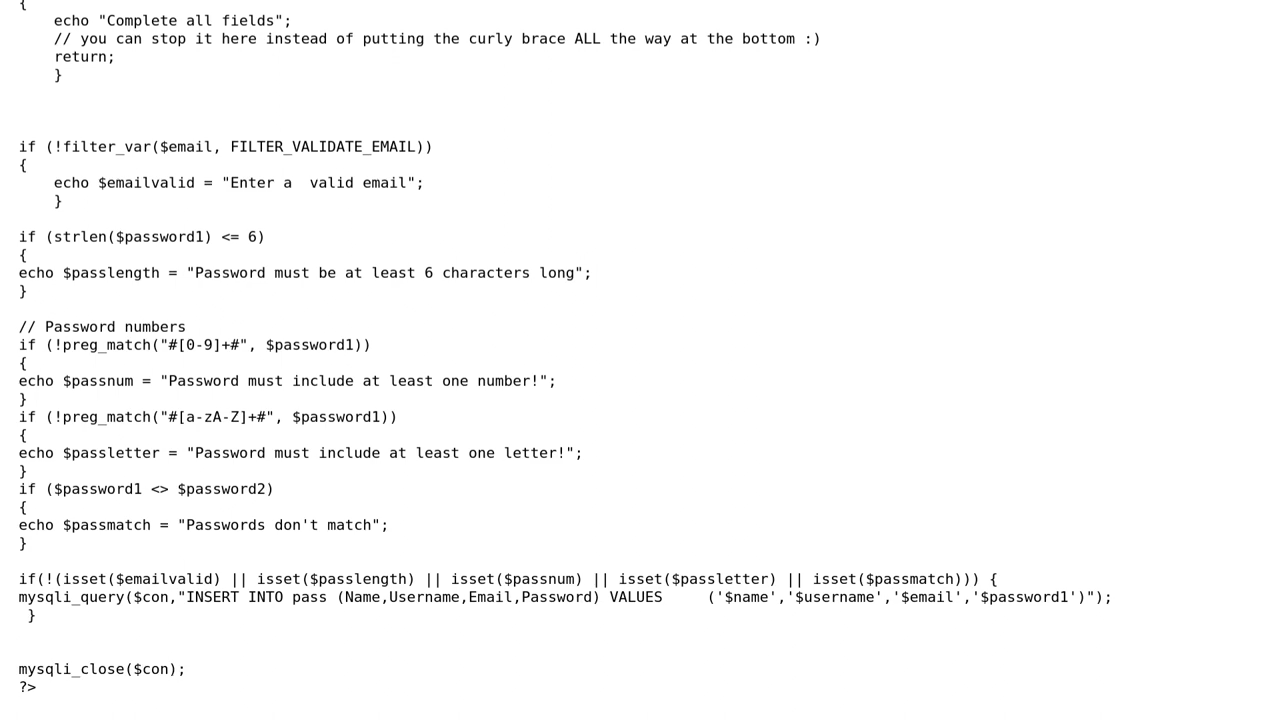 {
    echo "Complete all fields";
    // you can stop it here instead of putting the curly brace ALL the way at the bottom :)
    return;
    }
if (!filter_var($email, FILTER_VALIDATE_EMAIL))
{
    echo $emailvalid = "Enter a  valid email";
    }
if (strlen($password1) <= 6)
{
echo $passlength = "Password must be at least 6 characters long";
}
// Password numbers
if (!preg_match("#[0-9]+#", $password1))
{
echo $passnum = "Password must include at least one number!";
}
if (!preg_match("#[a-zA-Z]+#", $password1))
{
echo $passletter = "Password must include at least one letter!";
}
if ($password1 <> $password2)
{
echo $passmatch = "Passwords don't match";
}
if(!(isset($emailvalid) || isset($passlength) || isset($passnum) || isset($passletter) || isset($passmatch))) {
mysqli_query($con,"INSERT INTO pass (Name,Username,Email,Password) VALUES     ('$name','$username','$email','$password1')");
 }
mysqli_close($con);
?>